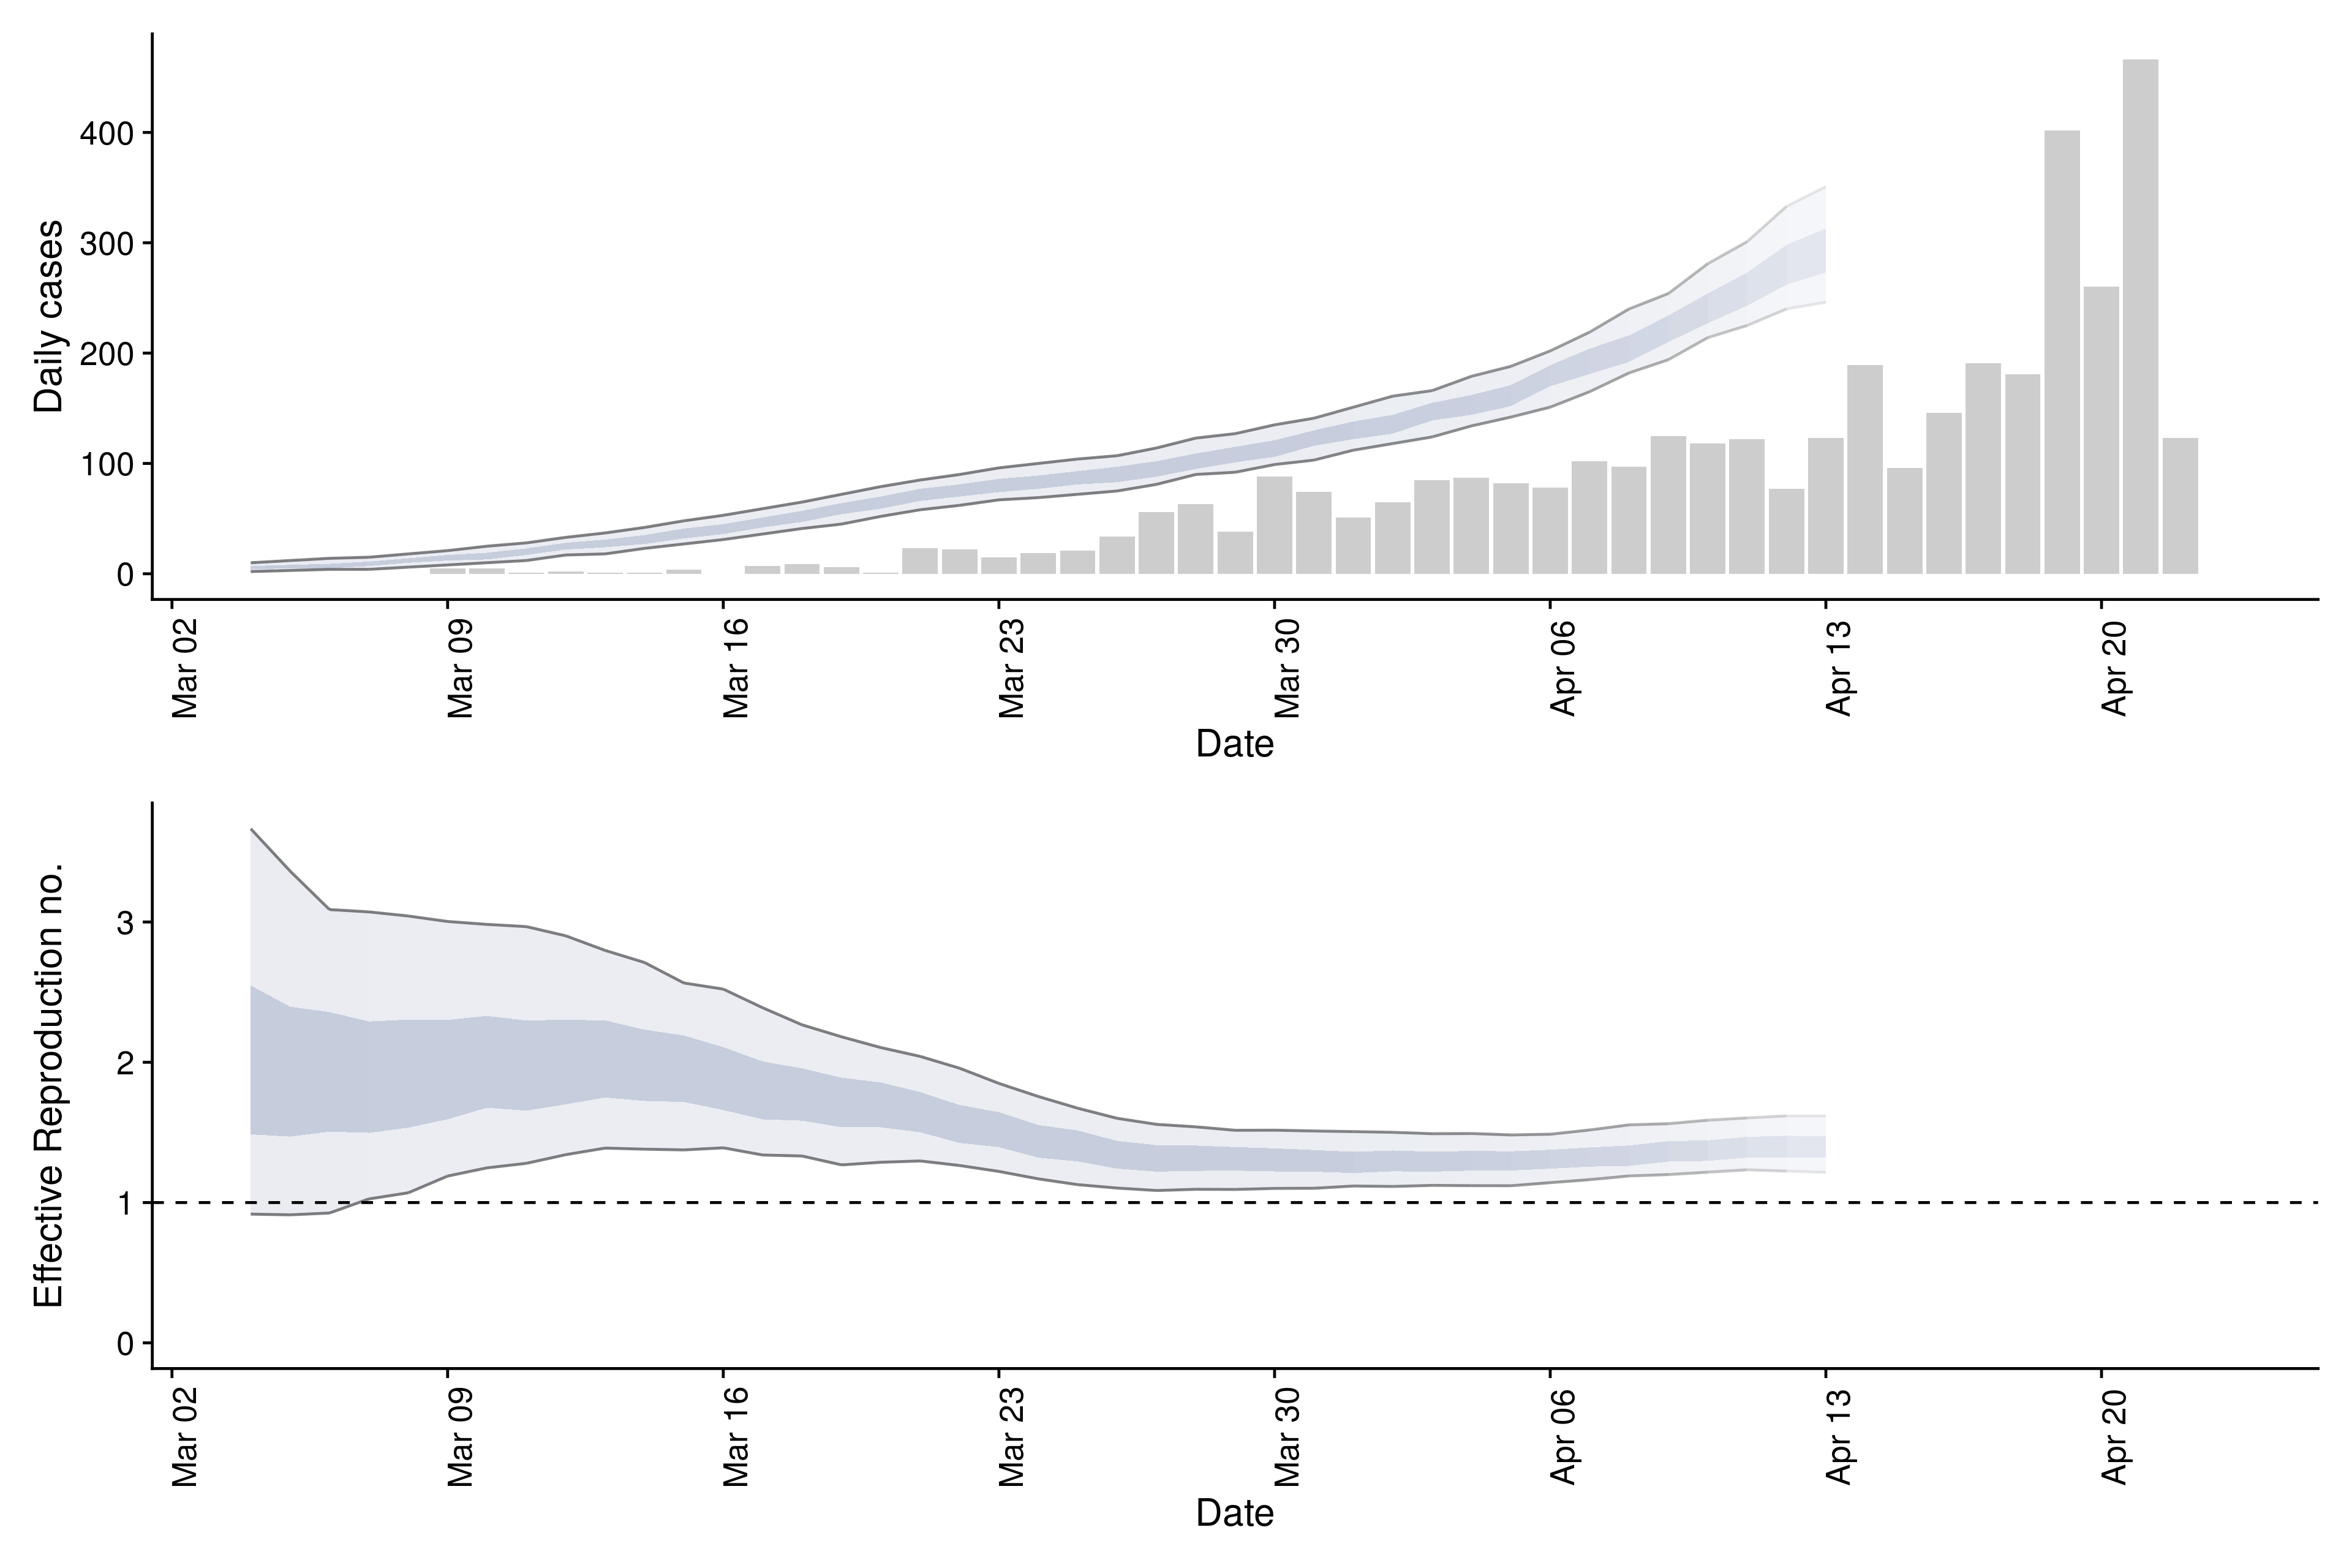 Daily cases
400
300
200
100
0
Mar 02
Mar 09
Mar 16
Mar 23
Mar 30
Apr 06
Apr 13
Apr 20
Date
Effective Reproduction no.
3
2
1
0
Mar 02
Mar 09
Mar 16
Mar 23
Mar 30
Apr 06
Apr 13
Apr 20
Date